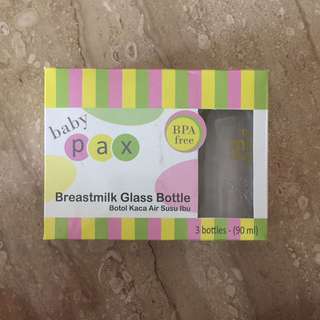 baby
pax
BPA
free
Breastmilk Glass Bottle
Botol Kaca Air Susu Ibu
3 bottles - (90 ml)